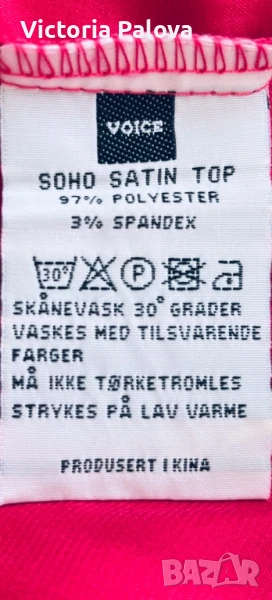 Victoria Palova
VOICE
SOHO SATIN TOP
97% POLYESTER
3% SPANDEX
30° P
SKÅNEVASK 30° GRADER
VASKES MED TILSVARENDE
FARGER
MÅ IKKE TØRKETROMLES
STRYKES PÅ LAV VARME
PRODUSERT I KINA
BAZAR